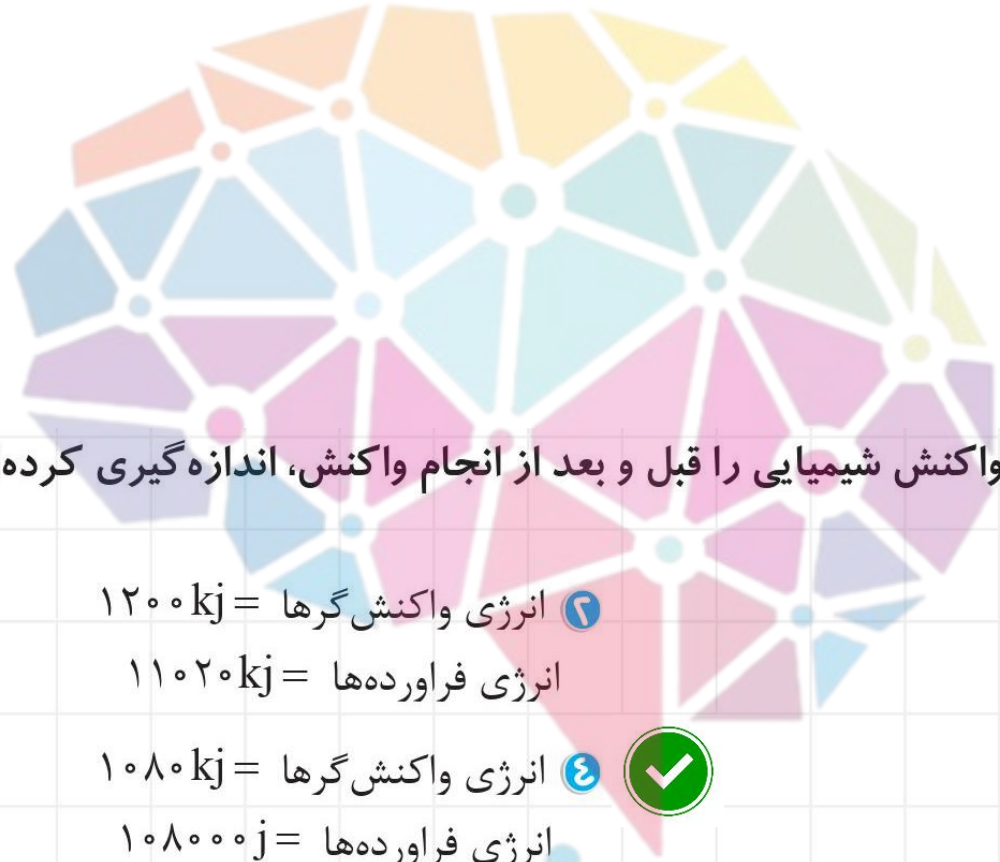 واکنش شیمیایی را قبل و بعد از انجام واکنش، اندازه‌گیری کرده
۲ انرژی واکنش‌گرها = ۱۲۰۰kj
انرژی فراورده‌ها = ۱۱۰۲۰kj
۴ انرژی واکنش‌گرها = ۱۰۸۰kj
انرژی فراورده‌ها = ۱۰۸۰۰۰j